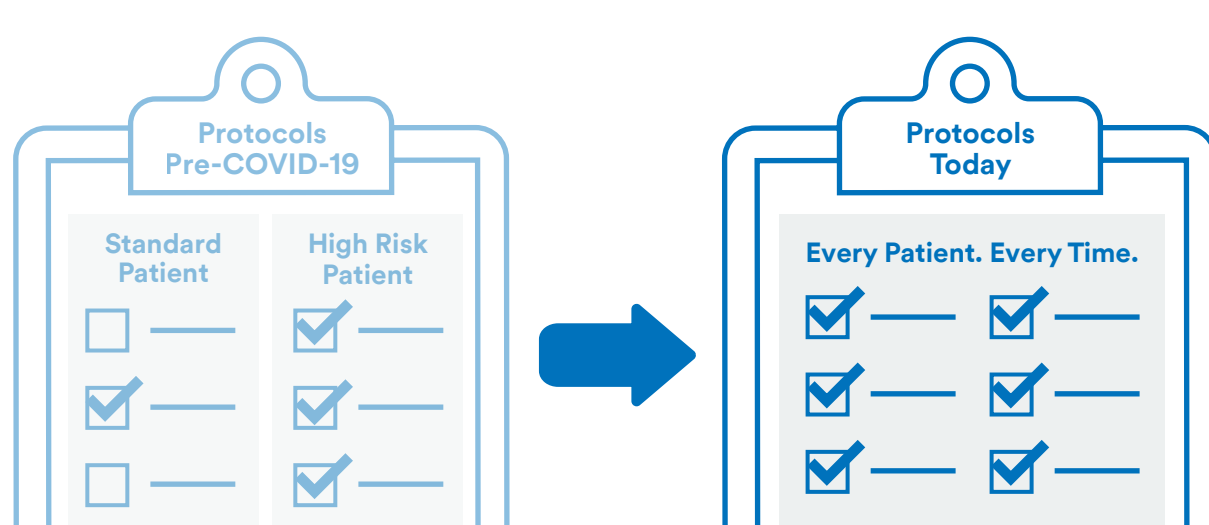 Protocols
Pre-COVID-19
Standard
Patient
High Risk
Patient
Protocols
Today
Every Patient. Every Time.